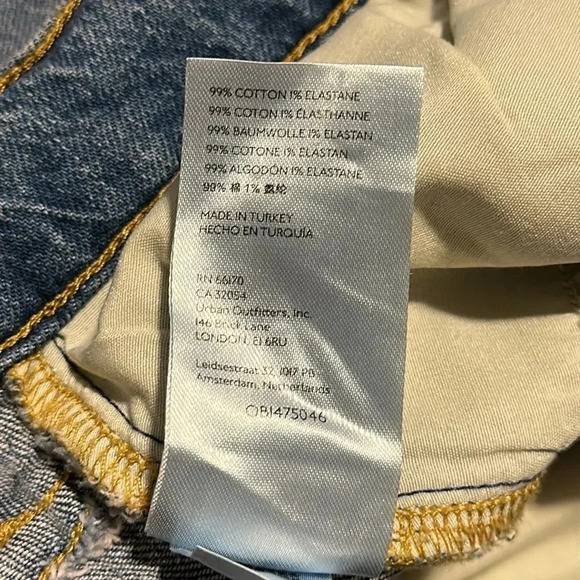 99% COTTON 1% ELASTANE
99% COTON 1% ÉLASTHANNE
99% BAUMWOLLE 1% ELASTAN
99% COTONE 1% ELASTAN
99% ALGODÓN 1% ELASTANE
99% 棉 1% 氨纶
MADE IN TURKEY
HECHO EN TURQUÍA
RN 66170
CA 32054
Urban Outfitters, Inc.
146 Brick Lane
LONDON, E1 6RU
Leidsestraat 32, 1017 PB
Amsterdam, Netherlands
OB1475046